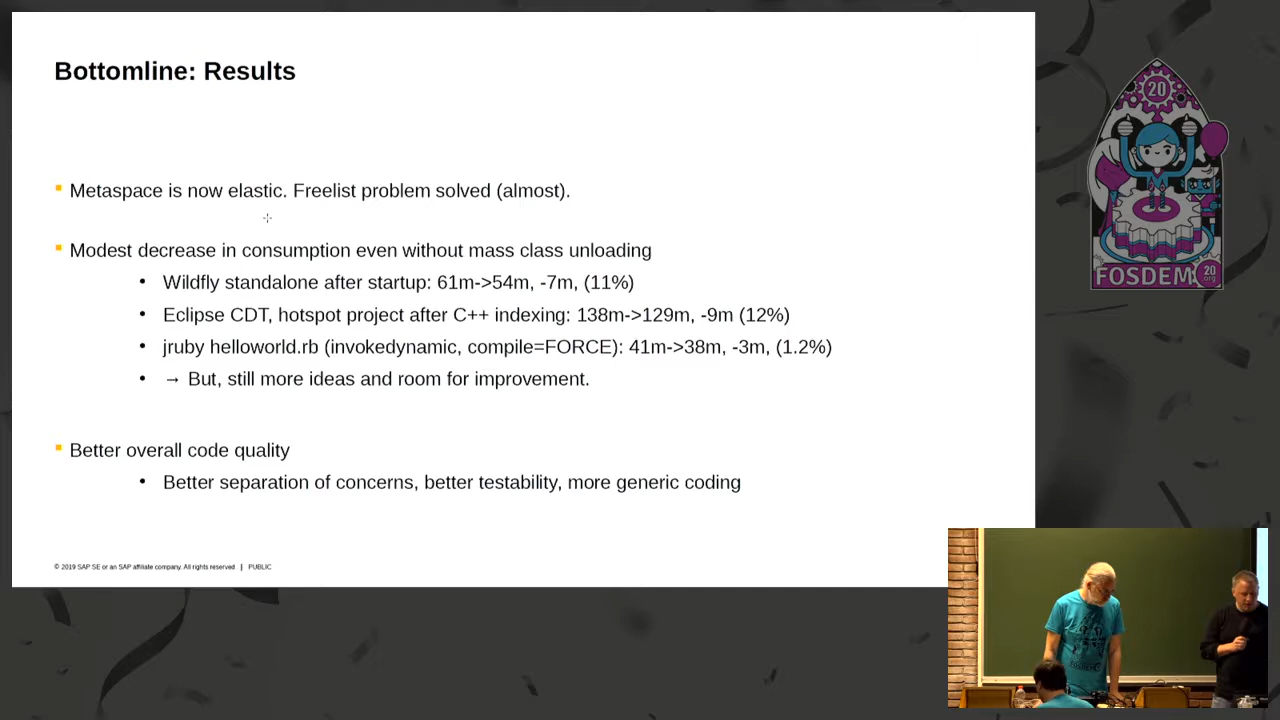 Bottomline: Results
Metaspace is now elastic. Freelist problem solved (almost).
Modest decrease in consumption even without mass class unloading
Wildfly standalone after startup: 61m->54m, -7m, (11%)
Eclipse CDT, hotspot project after C++ indexing: 138m->129m, -9m (12%)
jruby helloworld.rb (invokedynamic, compile=FORCE): 41m->38m, -3m, (1.2%)
→ But, still more ideas and room for improvement.
Better overall code quality
Better separation of concerns, better testability, more generic coding
© 2019 SAP SE or an SAP affiliate company. All rights reserved | PUBLIC
20
FOSDEM
20
org